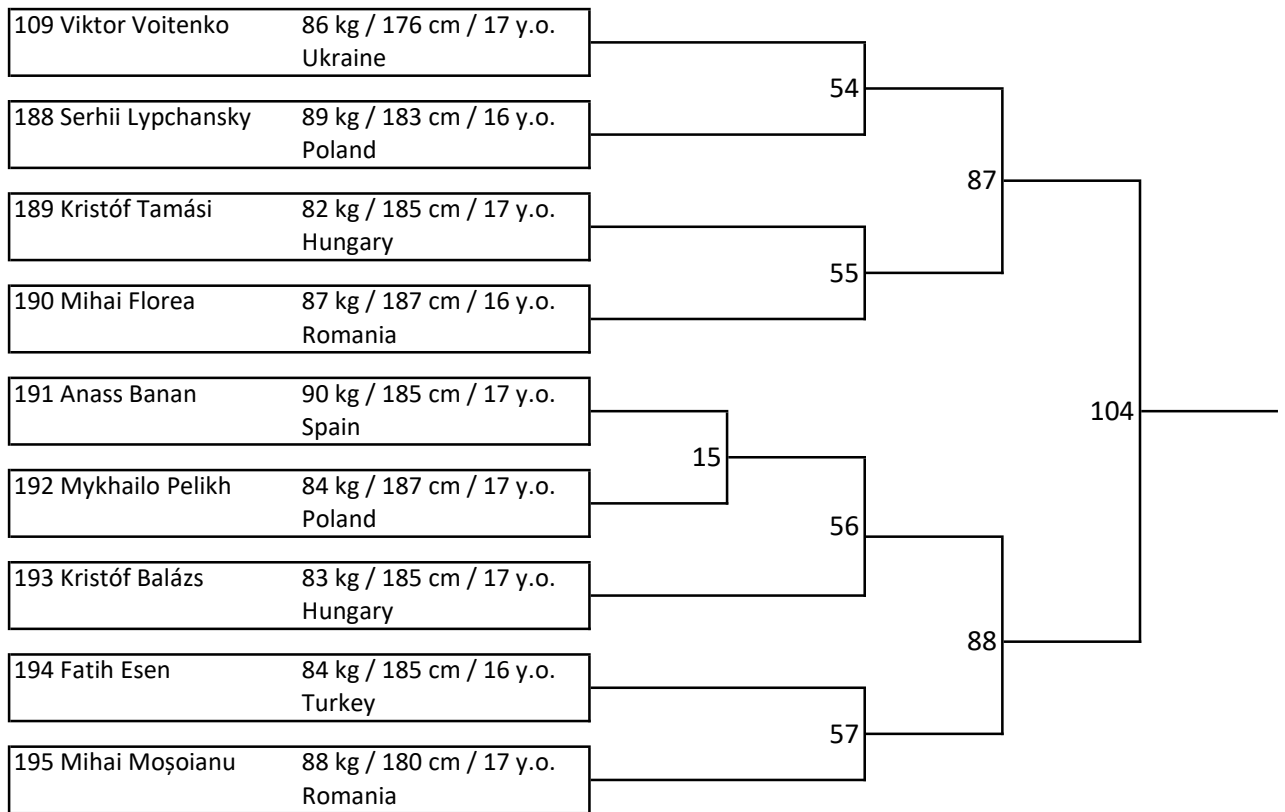 109 Viktor Voitenko 86 kg / 176 cm / 17 y.o.
Ukraine
54
188 Serhii Lypchansky 89 kg / 183 cm / 16 y.o.
Poland
87
189 Kristóf Tamási 82 kg / 185 cm / 17 y.o.
Hungary
55
190 Mihai Florea 87 kg / 187 cm / 16 y.o.
Romania
191 Anass Banan 90 kg / 185 cm / 17 y.o.
104
Spain
15
192 Mykhailo Pelikh 84 kg / 187 cm / 17 y.o.
Poland
56
193 Kristóf Balázs 83 kg / 185 cm / 17 y.o.
Hungary
88
194 Fatih Esen 84 kg / 185 cm / 16 y.o.
Turkey
57
195 Mihai Moșoianu 88 kg / 180 cm / 17 y.o.
Romania